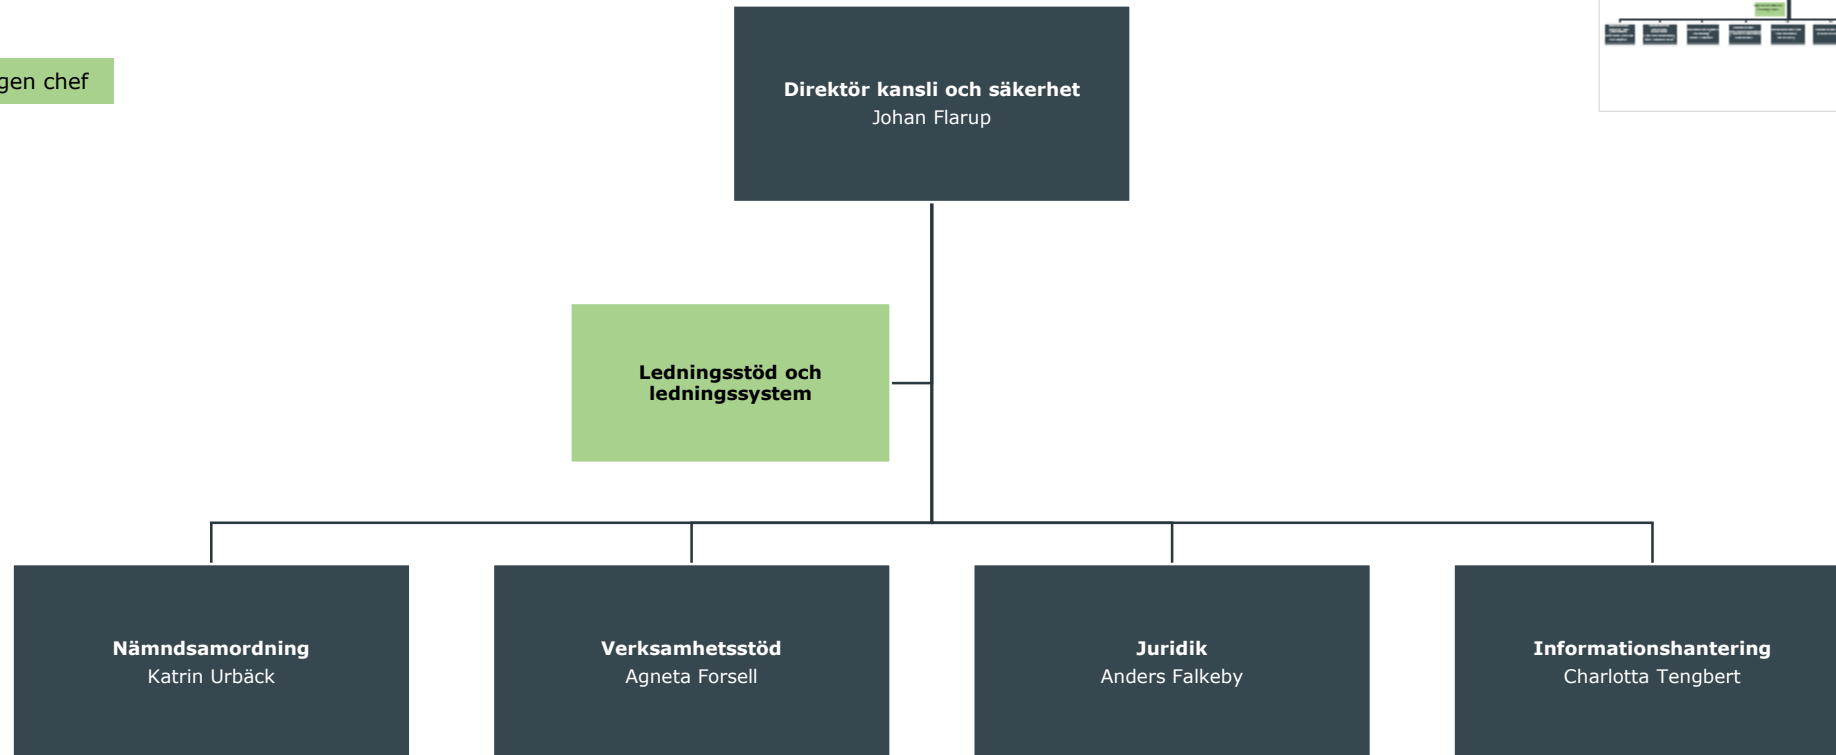 gen chef
Direktör kansli och säkerhet
Johan Flarup
Ledningsstöd och
ledningssystem
Nämndsamordning
Katrin Urbäck
Verksamhetsstöd
Agneta Forsell
Juridik
Anders Falkeby
Informationshantering
Charlotta Tengbert